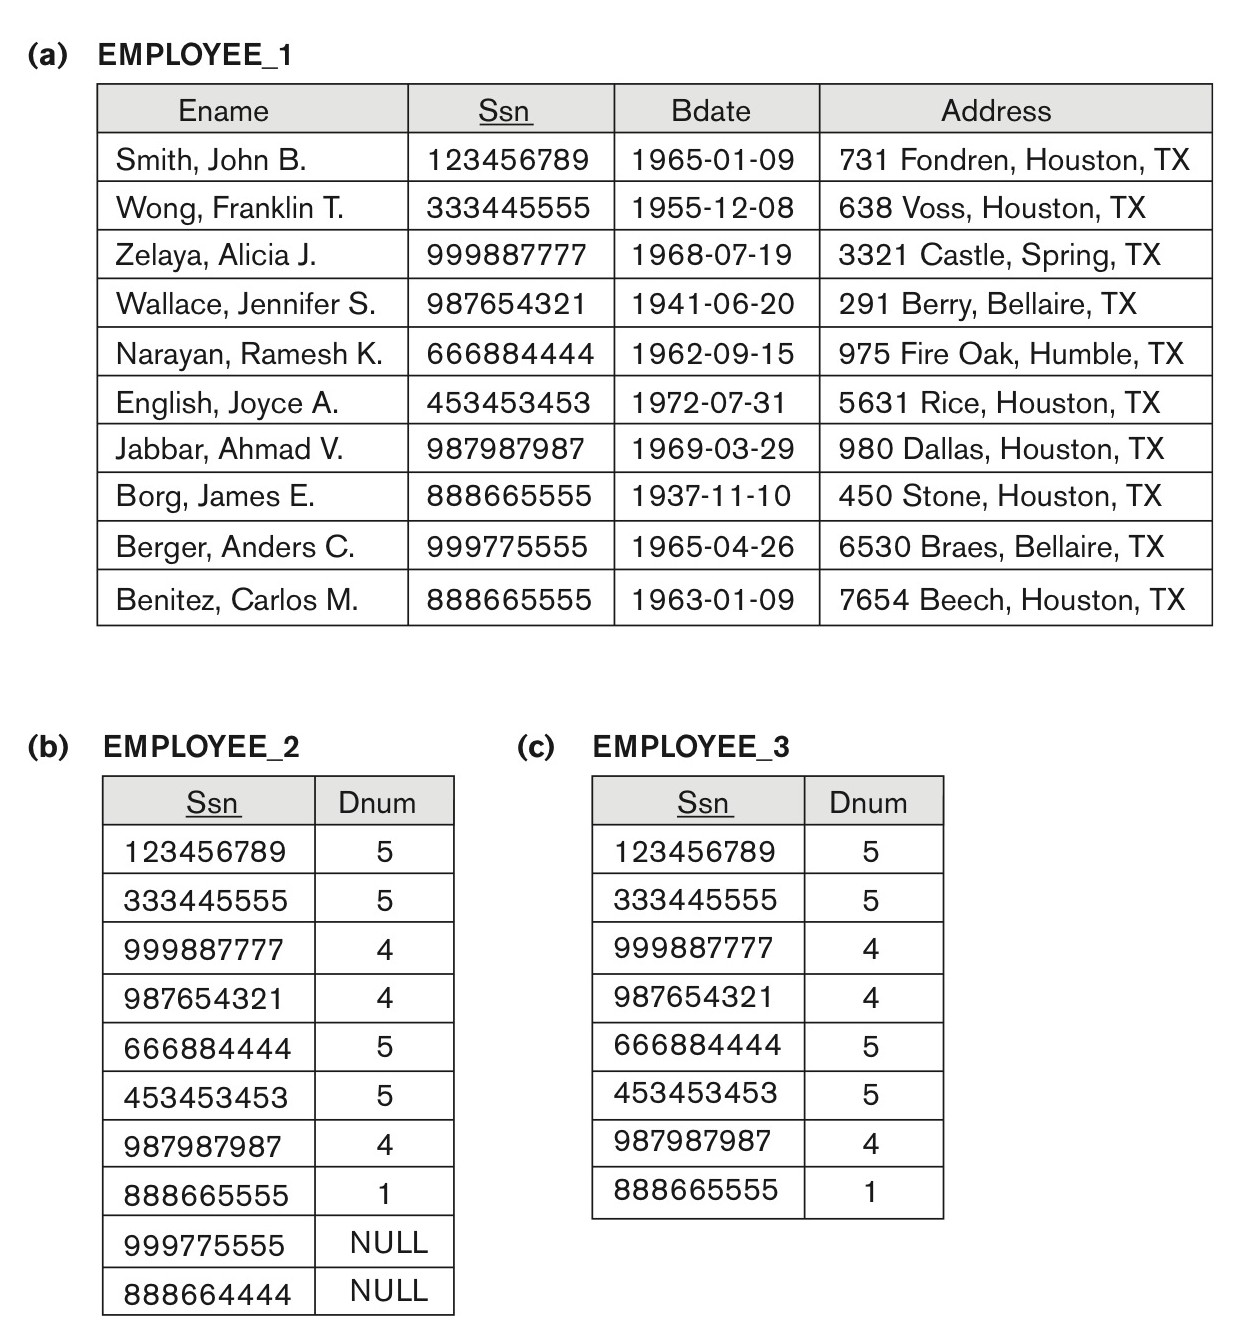 (a) EMPLOYEE_1
Ename Ssn Bdate Address
Smith, John B. 123456789 1965-01-09 731 Fondren, Houston, TX
Wong, Franklin T. 333445555 1955-12-08 638 Voss, Houston, TX
Zelaya, Alicia J. 999887777 1968-07-19 3321 Castle, Spring, TX
Wallace, Jennifer S. 987654321 1941-06-20 291 Berry, Bellaire, TX
Narayan, Ramesh K. 666884444 1962-09-15 975 Fire Oak, Humble, TX
English, Joyce A. 453453453 1972-07-31 5631 Rice, Houston, TX
Jabbar, Ahmad V. 987987987 1969-03-29 980 Dallas, Houston, TX
Borg, James E. 888665555 1937-11-10 450 Stone, Houston, TX
Berger, Anders C. 999775555 1965-04-26 6530 Braes, Bellaire, TX
Benitez, Carlos M. 888665555 1963-01-09 7654 Beech, Houston, TX
(b) EMPLOYEE_2
Ssn Dnum
123456789 5
333445555 5
999887777 4
987654321 4
666884444 5
453453453 5
987987987 4
888665555 1
999775555 NULL
888664444 NULL
(c) EMPLOYEE_3
Ssn Dnum
123456789 5
333445555 5
999887777 4
987654321 4
666884444 5
453453453 5
987987987 4
888665555 1